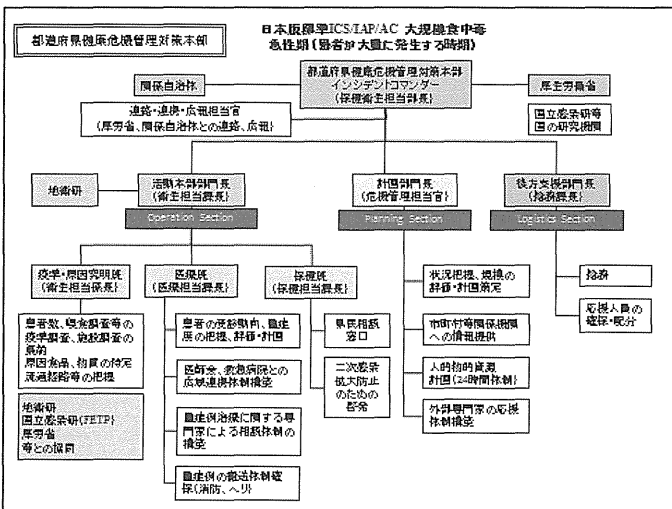 日本版標準ICS/IAP/AC 大規模食中毒
急性期(患者が大量に発生する時期)
都道府県健康危機管理対策本部
都道府県健康危機管理対策本部
インシデントコマンダー
(保健衛生担当部長)
関係自治体
厚生労働省
連絡・連携・広報担当官
(厚労省、関係自治体との連絡、広報)
国立感染研等
国の研究機関
地衛研
活動本部部門長
(衛生担当課長)
Operation Section
計画部門長
(危機管理担当官)
Planning Section
後方支援部門長
(総務課長)
Logistics Section
疫学・原因究明班
(衛生担当係長)
医療班
(医療担当課長)
保健班
(保健担当課長)
患者数、喫食調査等の
疫学調査、施設調査の
集約
原因食品、物質の特定
流通経路等の把握
地衛研
国立感染研(FETP)
厚労省
等との協同
患者の受診動向、重症
度の把握、評価・計画
医師会、救急病院との
広域連携体制構築
重症例治療に関する専
門家による相談体制の
構築
重症例の搬送体制確
保(消防、ヘリ)
県民相談
窓口
二次感染
拡大防止
のための
啓発
状況把握、規模の
評価・計画策定
市町村等関係機関
への情報提供
人的物的資源
計画(24時間体制)
外部専門家の応援
体制構築
総務
応援人員の
確保・配分